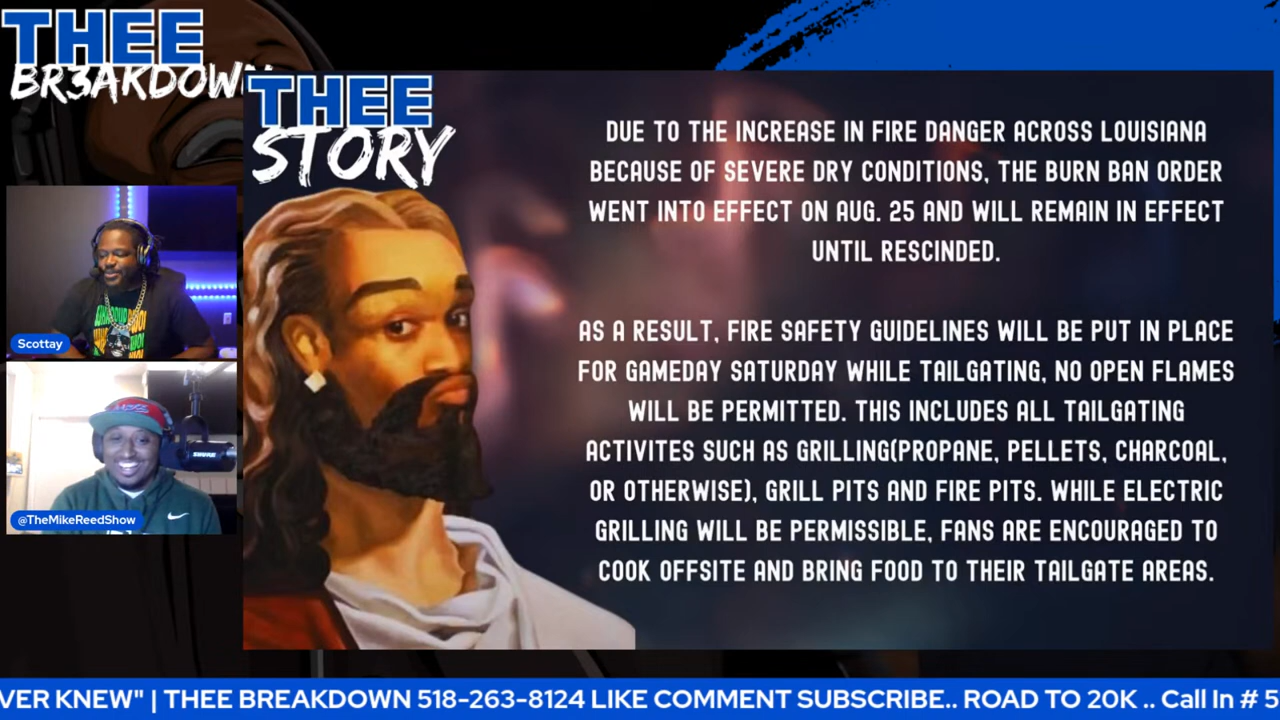 THEE
BR3AKDOWN
THEE
STORY
DUE TO THE INCREASE IN FIRE DANGER ACROSS LOUISIANA
BECAUSE OF SEVERE DRY CONDITIONS, THE BURN BAN ORDER
WENT INTO EFFECT ON AUG. 25 AND WILL REMAIN IN EFFECT
UNTIL RESCINDED.
AS A RESULT, FIRE SAFETY GUIDELINES WILL BE PUT IN PLACE
FOR GAMEDAY SATURDAY WHILE TAILGATING, NO OPEN FLAMES
WILL BE PERMITTED. THIS INCLUDES ALL TAILGATING
ACTIVITES SUCH AS GRILLING(PROPANE, PELLETS, CHARCOAL,
OR OTHERWISE), GRILL PITS AND FIRE PITS. WHILE ELECTRIC
GRILLING WILL BE PERMISSIBLE, FANS ARE ENCOURAGED TO
COOK OFFSITE AND BRING FOOD TO THEIR TAILGATE AREAS.
Scottay
SHURE
@TheMikeReedShow
VER KNEW" | THEE BREAKDOWN 518-263-8124 LIKE COMMENT SUBSCRIBE.. ROAD TO 20K .. Call In # 5